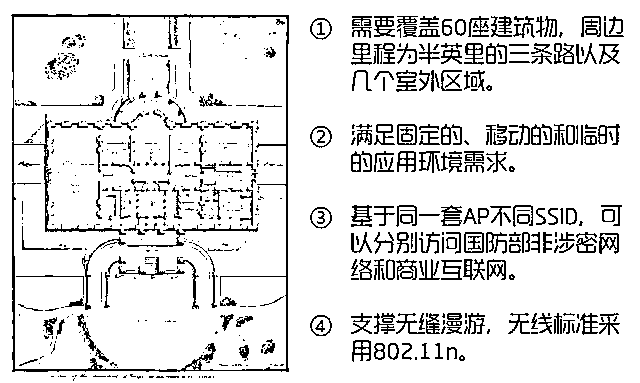 ① 需要覆盖60座建筑物，周边
里程为半英里的三条路以及
几个室外区域。
② 满足固定的、移动的和临时
的应用环境需求。
③ 基于同一套AP不同SSID，可
以分别访问国防部非涉密网
络和商业互联网。
④ 支撑无缝漫游，无线标准采
用802.11n。